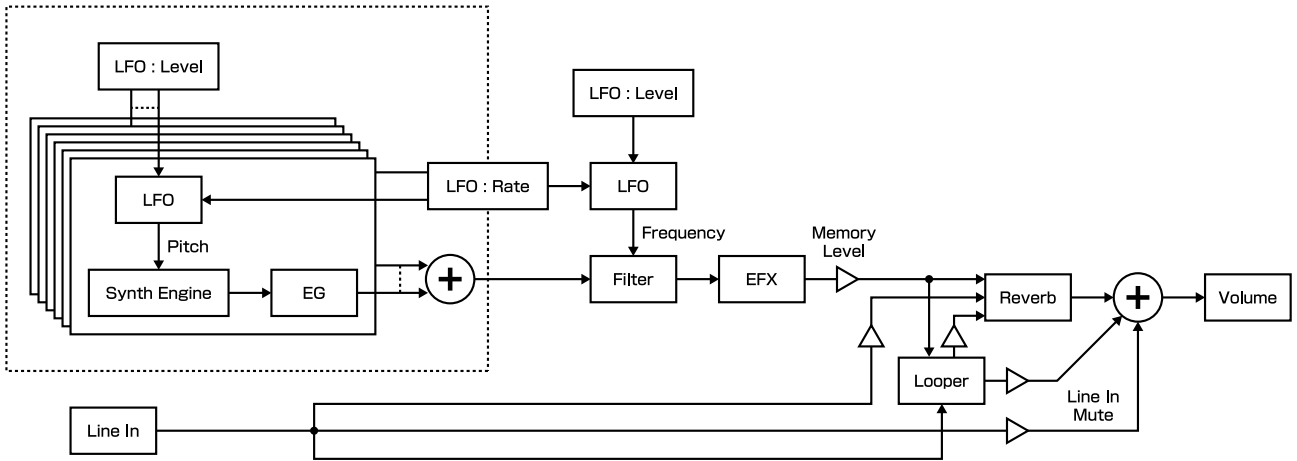 LFO : Level
LFO : Level
LFO
LFO : Rate
LFO
Pitch
Frequency
Memory
Level
Synth Engine
EG
+
Filter
EFX
Reverb
+
Volume
Looper
Line In
Mute
Line In